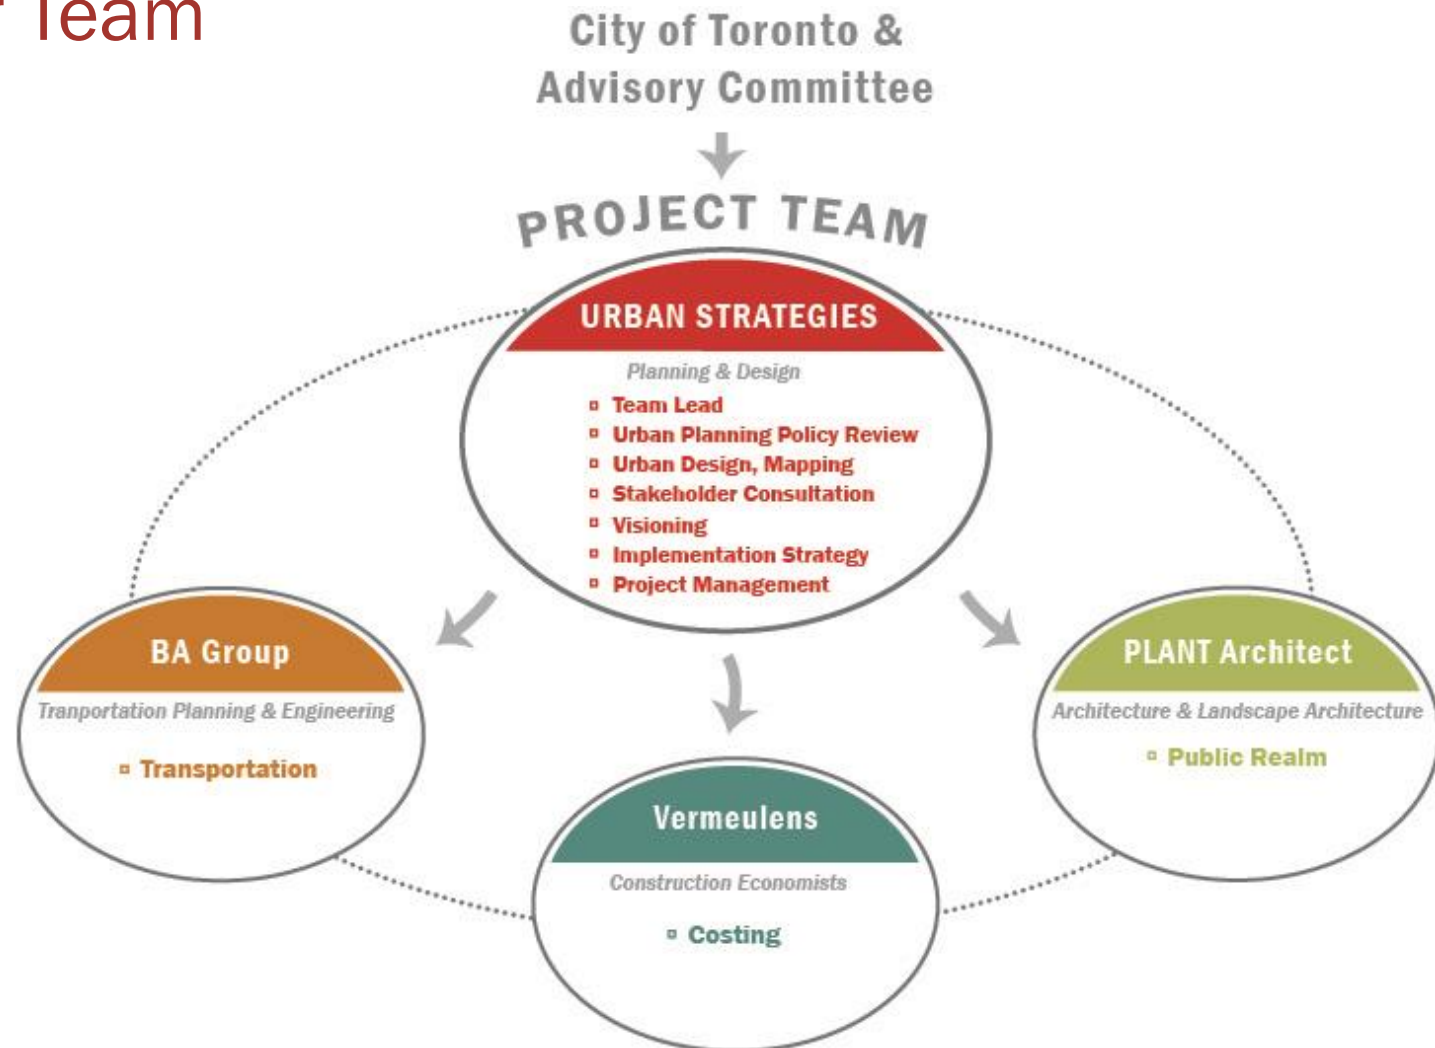 Team
City of Toronto &
Advisory Committee
PROJECT TEAM
URBAN STRATEGIES
Planning & Design
Team Lead
Urban Planning Policy Review
Urban Design, Mapping
Stakeholder Consultation
Visioning
Implementation Strategy
Project Management
BA Group
Tranportation Planning & Engineering
Transportation
Vermeulens
Construction Economists
Costing
PLANT Architect
Architecture & Landscape Architecture
Public Realm